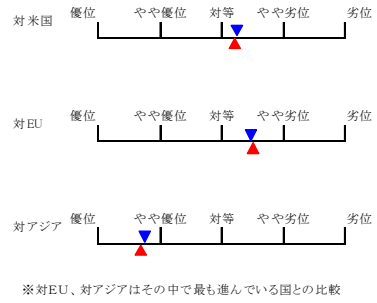 優位 やや優位 対等 やや劣位 劣位
対米国
優位 やや優位 対等 やや劣位 劣位
対EU
優位 やや優位 対等 やや劣位 劣位
対アジア
※対EU、対アジアはその中で最も進んでいる国との比較